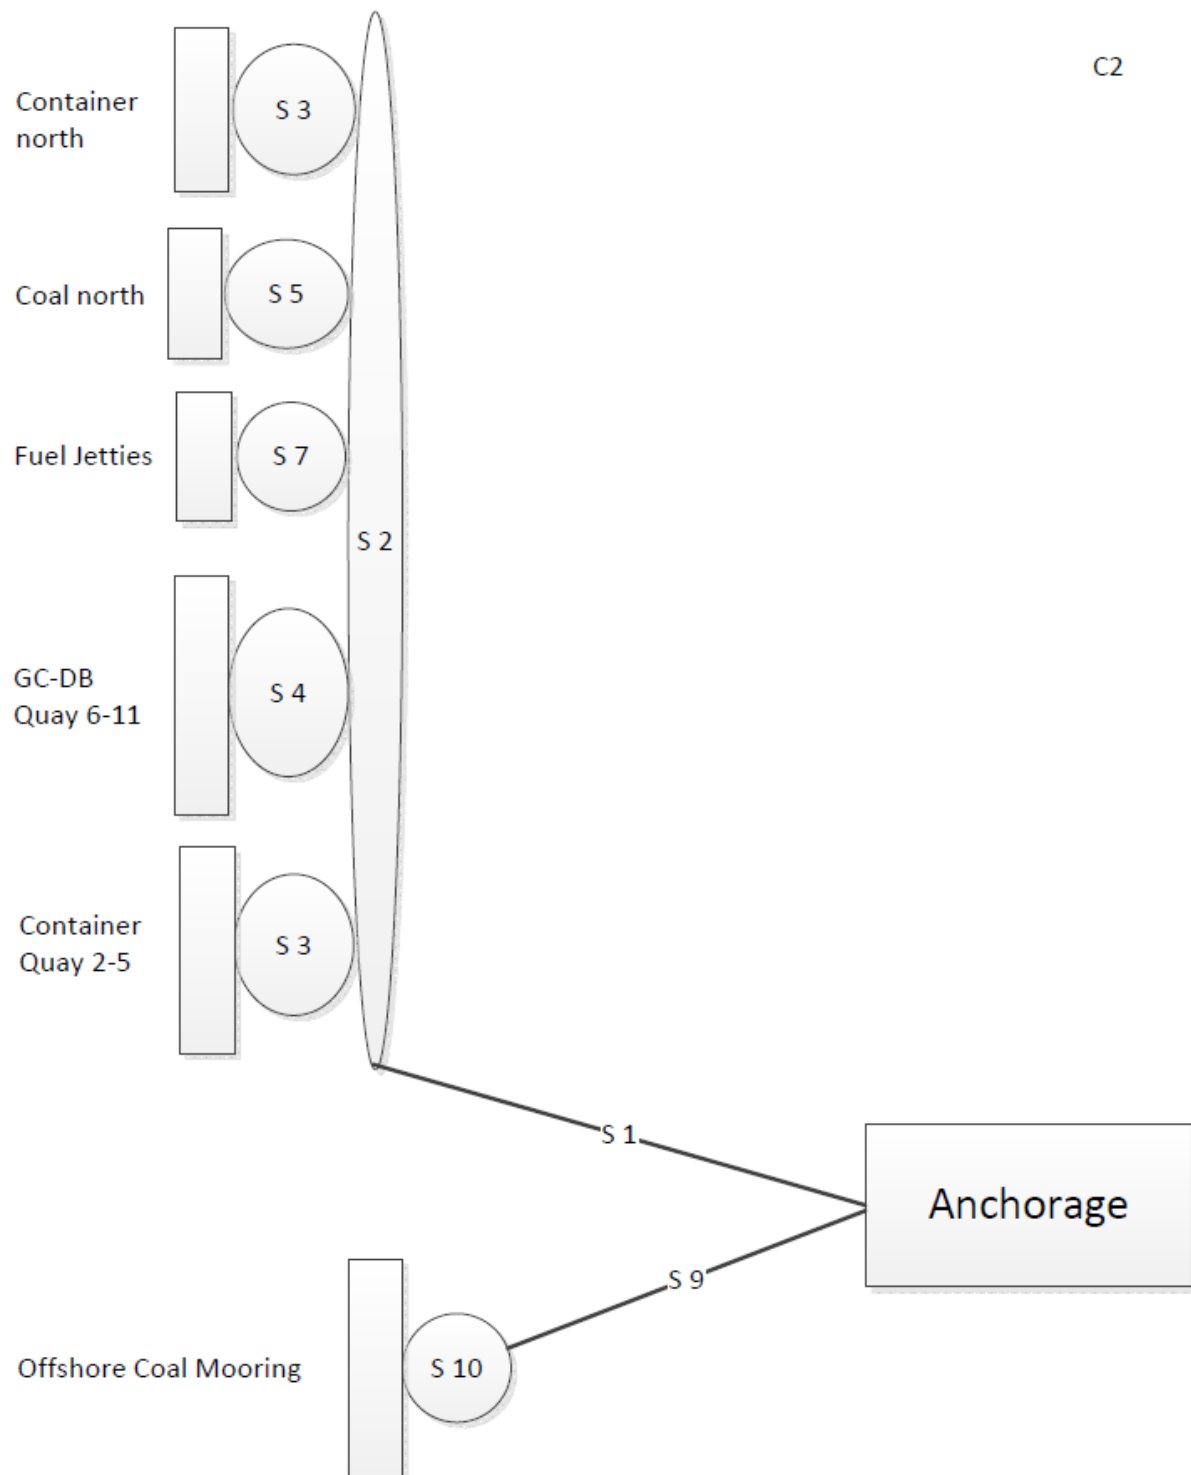 C2
Container
north
S 3
Coal north
S 5
Fuel Jetties
S 7
S 2
GC-DB
Quay 6-11
S 4
Container
Quay 2-5
S 3
S 1
Anchorage
S 9
Offshore Coal Mooring
S 10